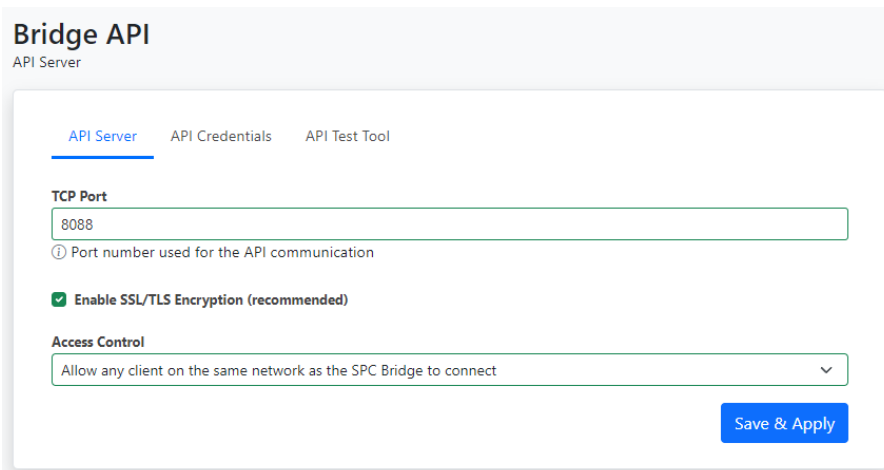 Bridge API
API Server
API Server API Credentials API Test Tool
TCP Port
8088
Port number used for the API communication
Enable SSL/TLS Encryption (recommended)
Access Control
Allow any client on the same network as the SPC Bridge to connect
Save & Apply